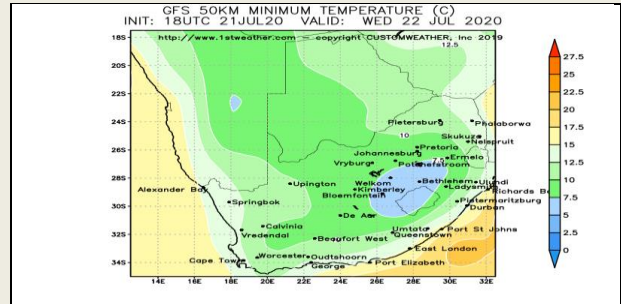 GFS 50KM MINIMUM TEMPERATURE (C)
INIT: 18UTC 21JUL20 VALID: WED 22 JUL 2020
http://www.1stweather.com – copyright CUSTOMWEATHER, Inc 2019
12.5
18S
20S
22S
24S
26S
28S
30S
32S
34S
Pietersburg
Phalaborwa
10
Skukuza
Nelspruit
Pretoria
Johannesburg
7.5
Ermelo
Vryburg
Potchefstroom
Bethlehem
Ulundi
Welkom
Ladysmith
Alexander Bay
Upington
Kimberley
Richards B
Bloemfontein
Springbok
Pietermaritzburg
Durban
De Aar
Calvinia
Umtata
Port St Johns
Vredendal
Beaufort West
Queenstown
East London
Worcester
Oudtshoorn
Cape Town
George
Port Elizabeth
14E 16E 18E 20E 22E 24E 26E 28E 30E 32E
27.5
25
22.5
20
17.5
15
12.5
10
7.5
5
2.5
0